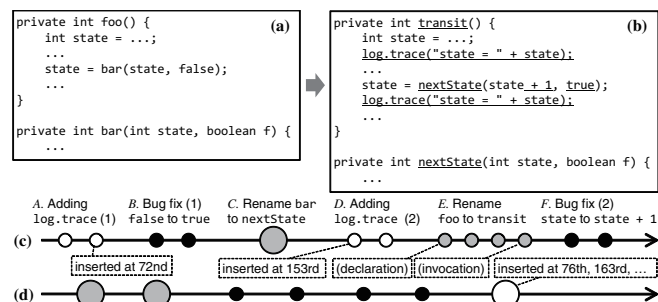 private int foo() {
(a)
int state = ...;
...
state = bar(state, false);
...
}
private int bar(int state, boolean f) {
...
private int transit() {
(b)
int state = ...;
log.trace("state = " + state);
...
state = nextState(state + 1, true);
log.trace("state = " + state);
...
}
private int nextState(int state, boolean f) {
...
A. Adding
log.trace (1)
B. Bug fix (1)
false to true
C. Rename bar
to nextState
D. Adding
log.trace (2)
E. Rename
foo to transit
F. Bug fix (2)
state to state + 1
(c)
inserted at 72nd
inserted at 153rd
(declaration)
(invocation)
inserted at 76th, 163rd, ...
(d)